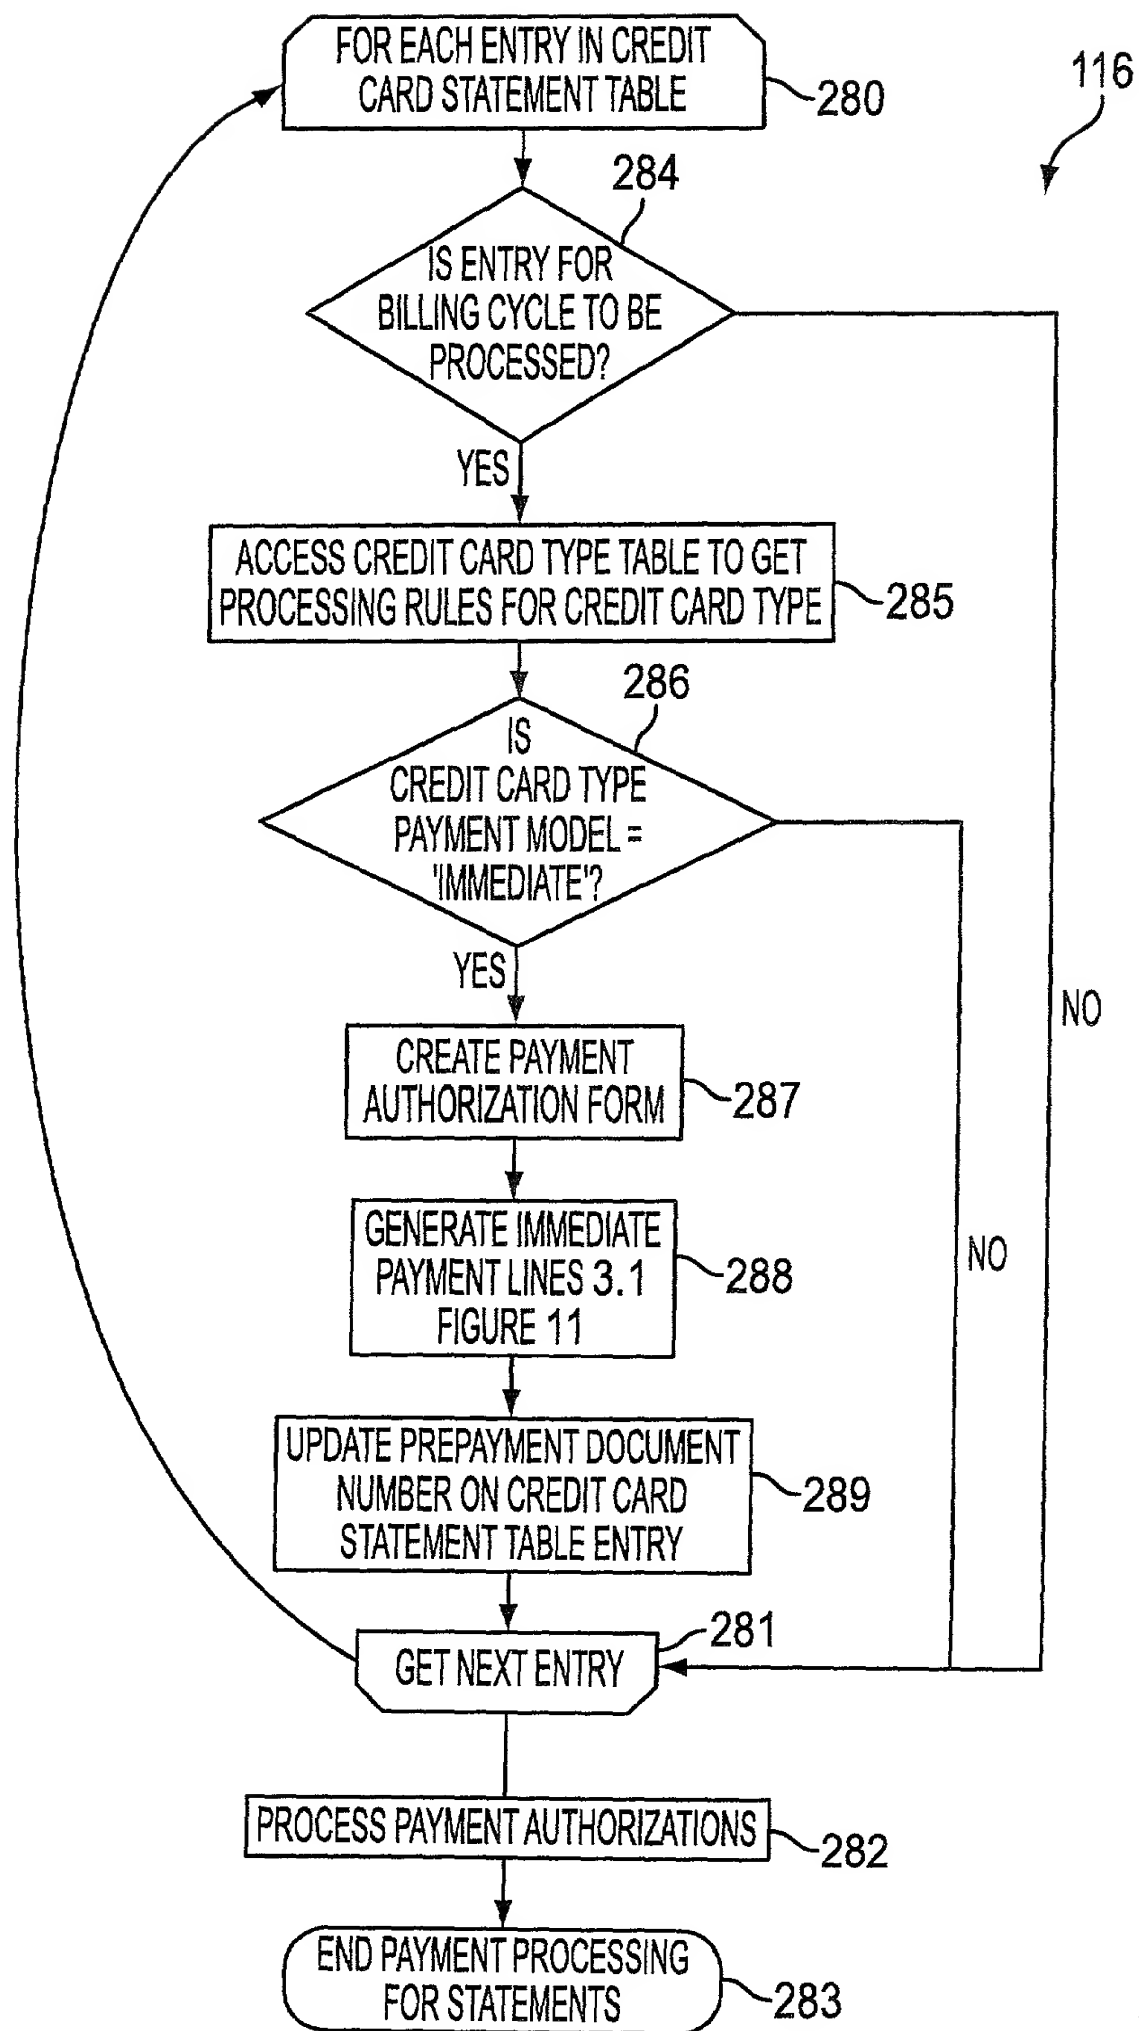 FOR EACH ENTRY IN CREDIT
CARD STATEMENT TABLE
280
116
284
IS ENTRY FOR
BILLING CYCLE TO BE
PROCESSED?
YES
ACCESS CREDIT CARD TYPE TABLE TO GET
PROCESSING RULES FOR CREDIT CARD TYPE
285
286
IS
CREDIT CARD TYPE
PAYMENT MODEL =
'IMMEDIATE'?
YES
NO
CREATE PAYMENT
AUTHORIZATION FORM
287
GENERATE IMMEDIATE
PAYMENT LINES 3.1
FIGURE 11
288
NO
UPDATE PREPAYMENT DOCUMENT
NUMBER ON CREDIT CARD
STATEMENT TABLE ENTRY
289
281
GET NEXT ENTRY
PROCESS PAYMENT AUTHORIZATIONS
282
END PAYMENT PROCESSING
FOR STATEMENTS
283